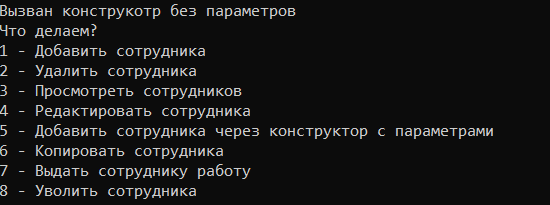 Вызван конструкотр без параметров
Что делаем?
1 - Добавить сотрудника
2 - Удалить сотрудника
3 - Просмотреть сотрудников
4 - Редактировать сотрудника
5 - Добавить сотрудника через конструктор с параметрами
6 - Копировать сотрудника
7 - Выдать сотруднику работу
8 - Уволить сотрудника